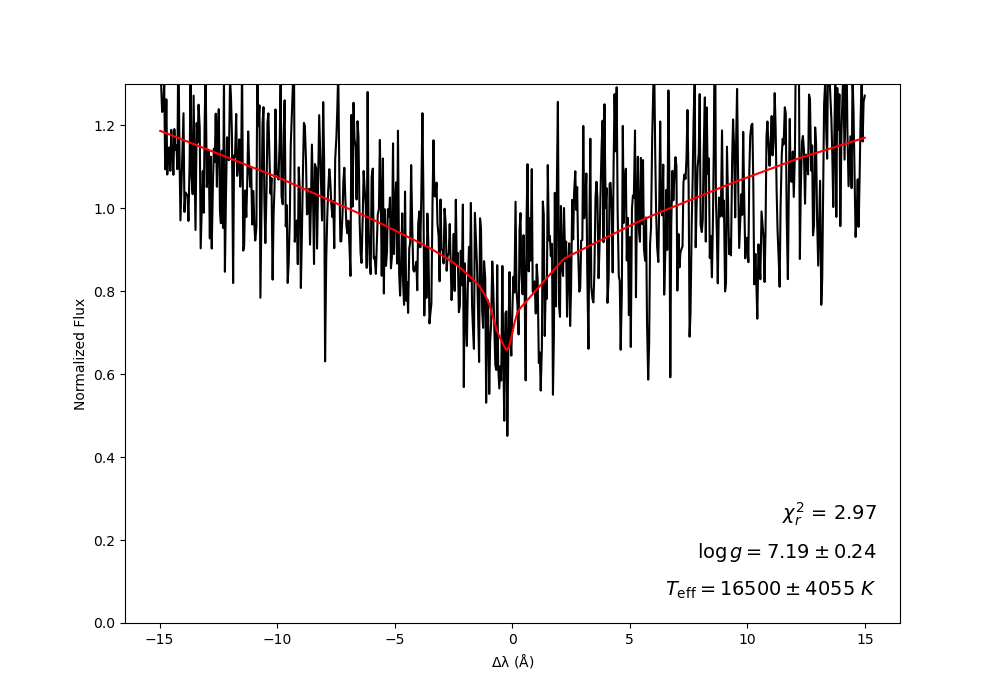 1.2
1.0
0.8
0.6
0.4
0.2
0.0
Normalized Flux
χ²ᵣ = 2.97
log g = 7.19 ± 0.24
T_eff = 16500 ± 4055 K
−15 −10 −5 0 5 10 15
Δλ (Å)